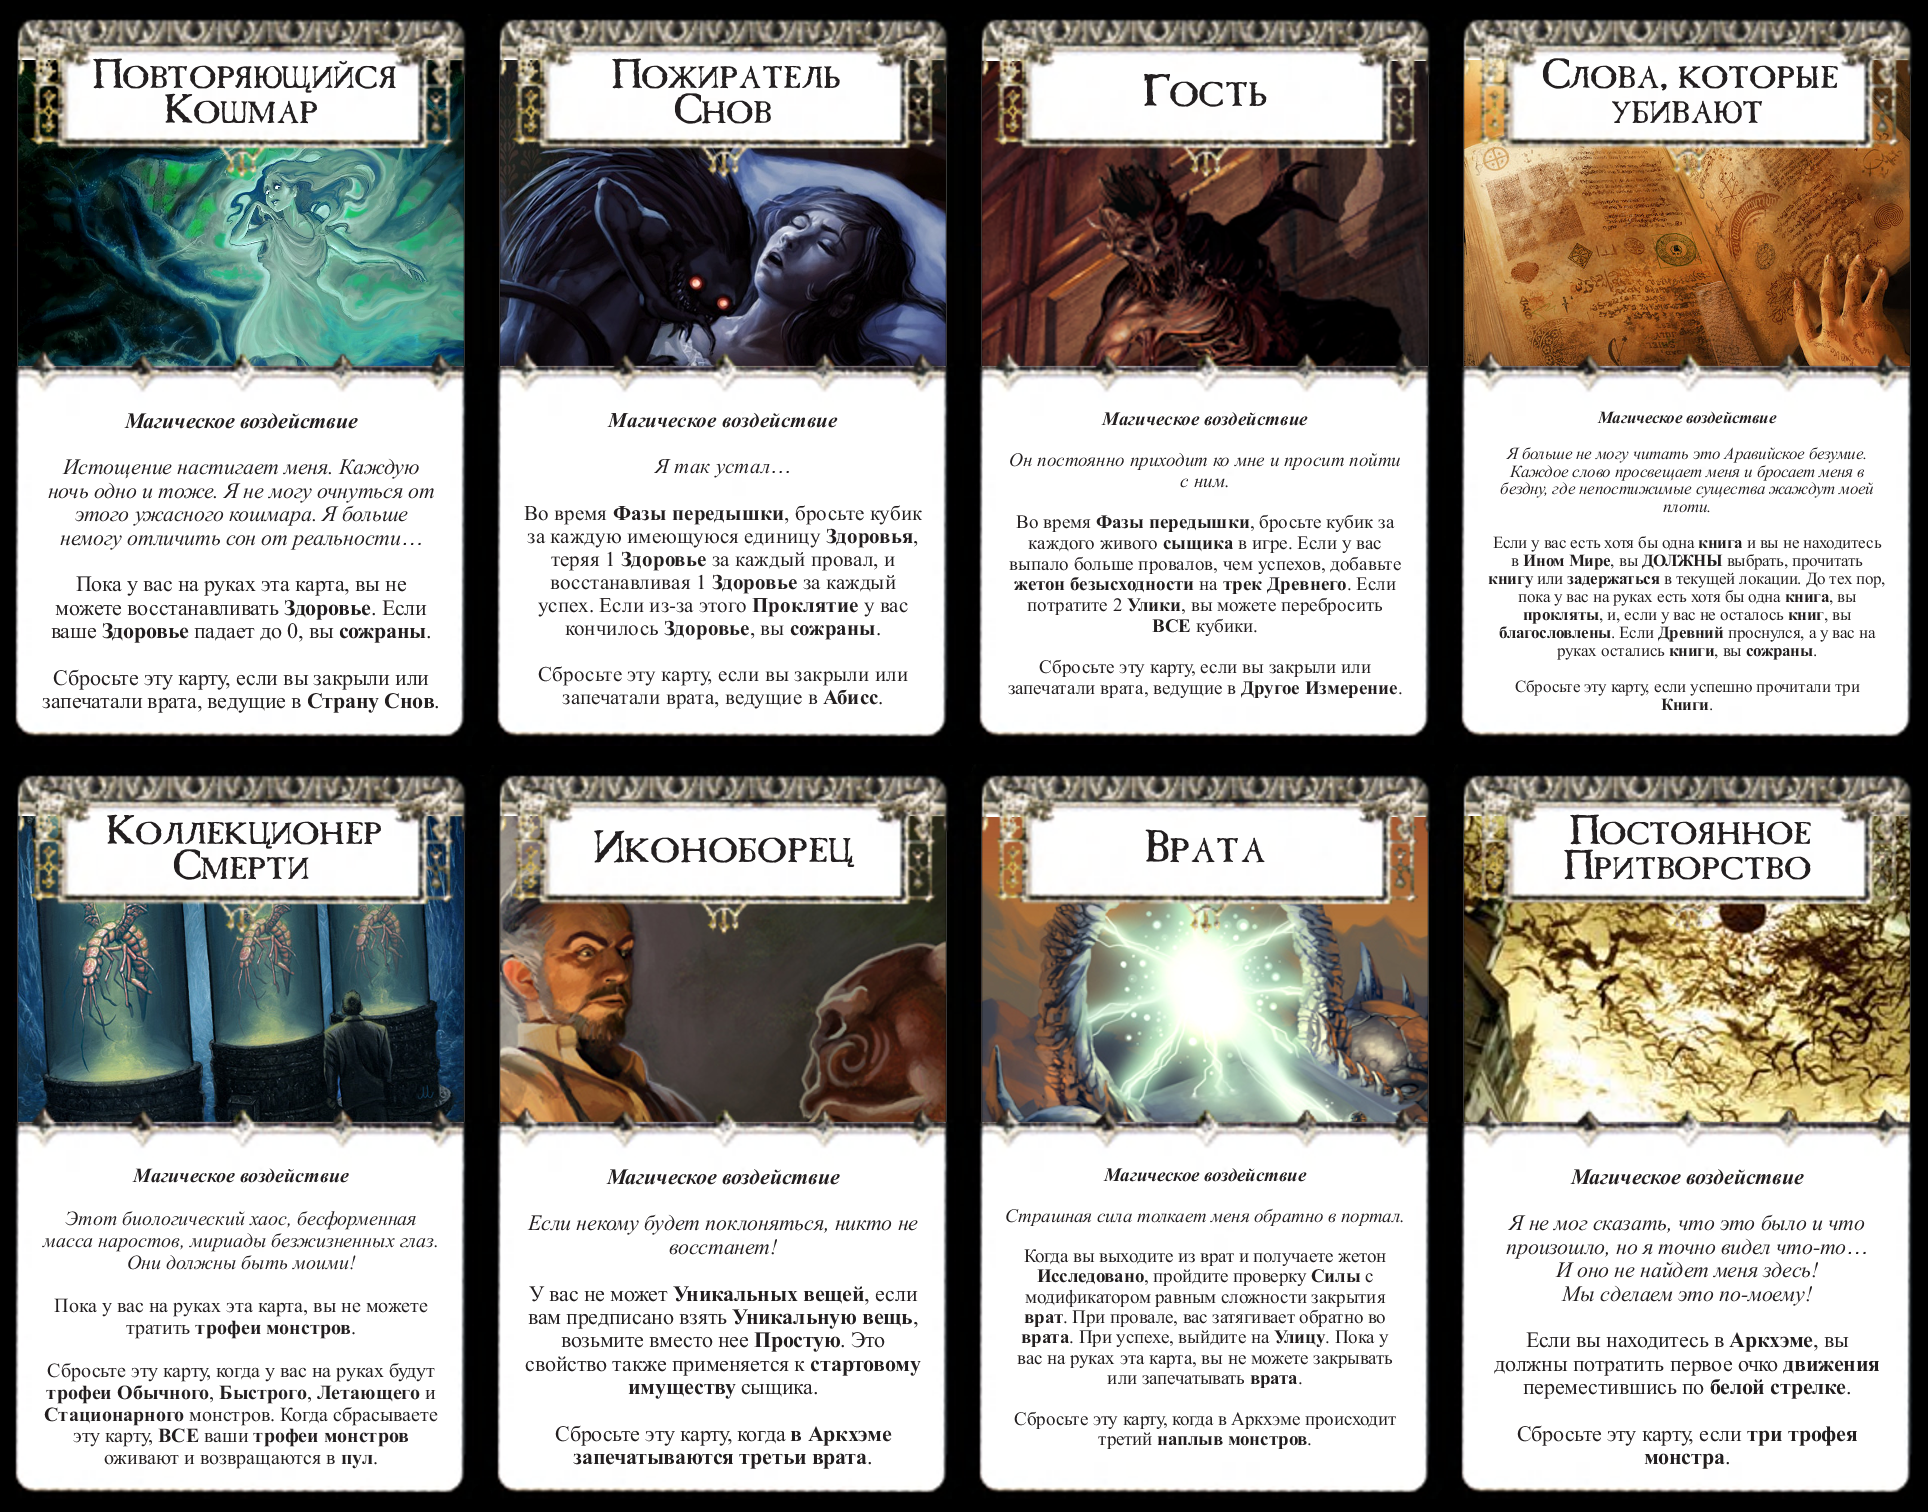 Повторяющийся
Кошмар
Магическое воздействие
Истощение настигает меня. Каждую
ночь одно и тоже. Я не могу очнуться от
этого ужасного кошмара. Я больше
немогу отличить сон от реальности…
Пока у вас на руках эта карта, вы не
можете восстанавливать Здоровье. Если
ваше Здоровье падает до 0, вы сожраны.
Сбросьте эту карту, если вы закрыли или
запечатали врата, ведущие в Страну Снов.
Пожиратель
Снов
Магическое воздействие
Я так устал…
Во время Фазы передышки, бросьте кубик
за каждую имеющуюся единицу Здоровья,
теряя 1 Здоровье за каждый провал, и
восстанавливая 1 Здоровье за каждый
успех. Если из-за этого Проклятие у вас
кончилось Здоровье, вы сожраны.
Сбросьте эту карту, если вы закрыли или
запечатали врата, ведущие в Абисс.
Гость
Магическое воздействие
Он постоянно приходит ко мне и просит пойти
с ним.
Во время Фазы передышки, бросьте кубик за
каждого живого сыщика в игре. Если у вас
выпало больше провалов, чем успехов, добавьте
жетон безысходности на трек Древнего. Если
потратите 2 Улики, вы можете перебросить
ВСЕ кубики.
Сбросьте эту карту, если вы закрыли или
запечатали врата, ведущие в Другое Измерение.
Слова, которые
убивают
Магическое воздействие
Я больше не могу читать это Аравийское безумие.
Каждое слово просвещает меня и бросает меня в
бездну, где непостижимые существа жаждут моей
плоти.
Если у вас есть хотя бы одна книга и вы не находитесь
в Ином Мире, вы ДОЛЖНЫ выбрать, прочитать
книгу или задержаться в текущей локации. До тех пор,
пока у вас на руках есть хотя бы одна книга, вы
прокляты, и, если у вас не осталось книг, вы
благословлены. Если Древний проснулся, а у вас на
руках остались книги, вы сожраны.
Сбросьте эту карту, если успешно прочитали три
Книги.
Коллекционер
Смерти
Магическое воздействие
Этот биологический хаос, бесформенная
масса наростов, мириады безжизненных глаз.
Они должны быть моими!
Пока у вас на руках эта карта, вы не можете
тратить трофеи монстров.
Сбросьте эту карту, когда у вас на руках будут
трофеи Обычного, Быстрого, Летающего и
Стационарного монстров. Когда сбрасываете
эту карту, ВСЕ ваши трофеи монстров
оживают и возвращаются в пул.
Иконоборец
Магическое воздействие
Если некому будет поклоняться, никто не
восстанет!
У вас не может Уникальных вещей, если
вам предписано взять Уникальную вещь,
возьмите вместо нее Простую. Это
свойство также применяется к стартовому
имуществу сыщика.
Сбросьте эту карту, когда в Аркхэме
запечатываются третьи врата.
Врата
Магическое воздействие
Страшная сила толкает меня обратно в портал.
Когда вы выходите из врат и получаете жетон
Исследовано, пройдите проверку Силы с
модификатором равным сложности закрытия
врат. При провале, вас затягивает обратно во
врата. При успехе, выйдите на Улицу. Пока у
вас на руках эта карта, вы не можете закрывать
или запечатывать врата.
Сбросьте эту карту, когда в Аркхэме происходит
третий наплыв монстров.
Постоянное
Притворство
Магическое воздействие
Я не мог сказать, что это было и что
произошло, но я точно видел что-то…
И оно не найдет меня здесь!
Мы сделаем это по-моему!
Если вы находитесь в Аркхэме, вы
должны потратить первое очко движения
переместившись по белой стрелке.
Сбросьте эту карту, если три трофея
монстра.